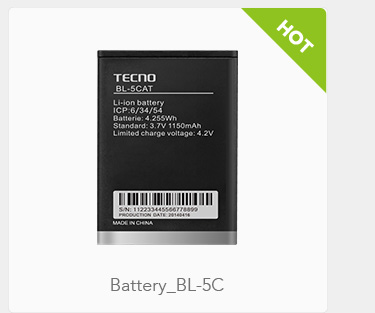 HOT
TECNO
BL-5CAT
Li-ion battery
ICP:6/34/54
Batterie: 4.255Wh
Standard: 3.7V 1150mAh
Limited charge voltage: 4.2V
S/N: 112233445566778899
PRODUCTION DATE: 20140418
MADE IN CHINA
Battery_BL-5C